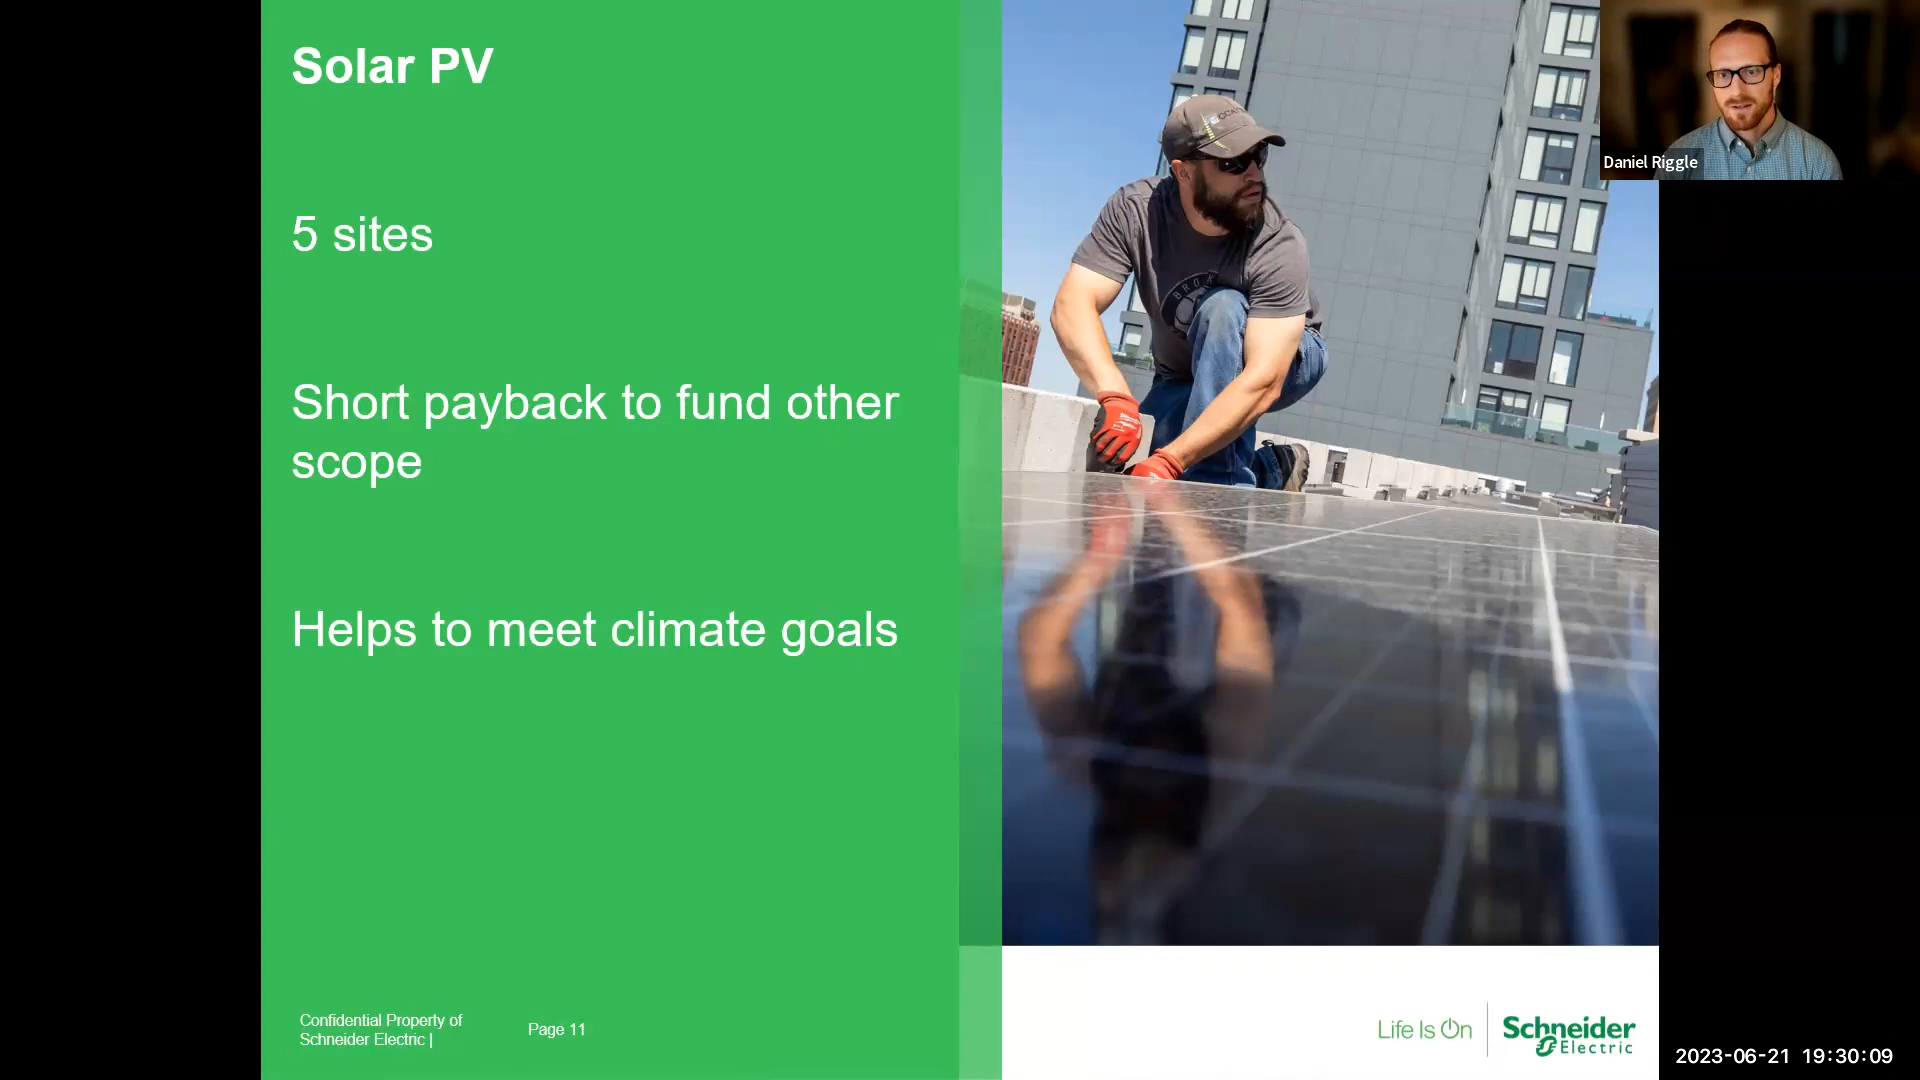 Solar PV
5 sites
Short payback to fund other
scope
Helps to meet climate goals
Daniel Riggle
Confidential Property of
Schneider Electric |
Page 11
Life Is On
Schneider
Electric
2023-06-21 19:30:09